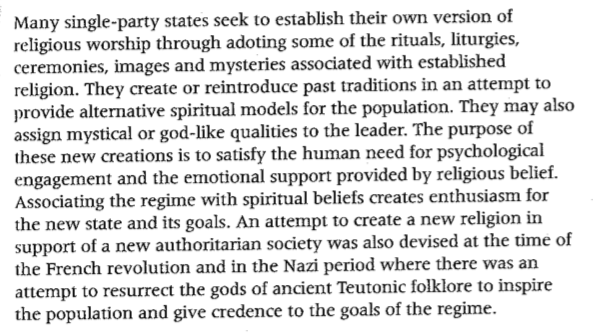 Many single-party states seek to establish their own version of
religious worship through adoting some of the rituals, liturgies,
ceremonies, images and mysteries associated with established
religion. They create or reintroduce past traditions in an attempt to
provide alternative spiritual models for the population. They may also
assign mystical or god-like qualities to the leader. The purpose of
these new creations is to satisfy the human need for psychological
engagement and the emotional support provided by religious belief.
Associating the regime with spiritual beliefs creates enthusiasm for
the new state and its goals. An attempt to create a new religion in
support of a new authoritarian society was also devised at the time of
the French revolution and in the Nazi period where there was an
attempt to resurrect the gods of ancient Teutonic folklore to inspire
the population and give credence to the goals of the regime.